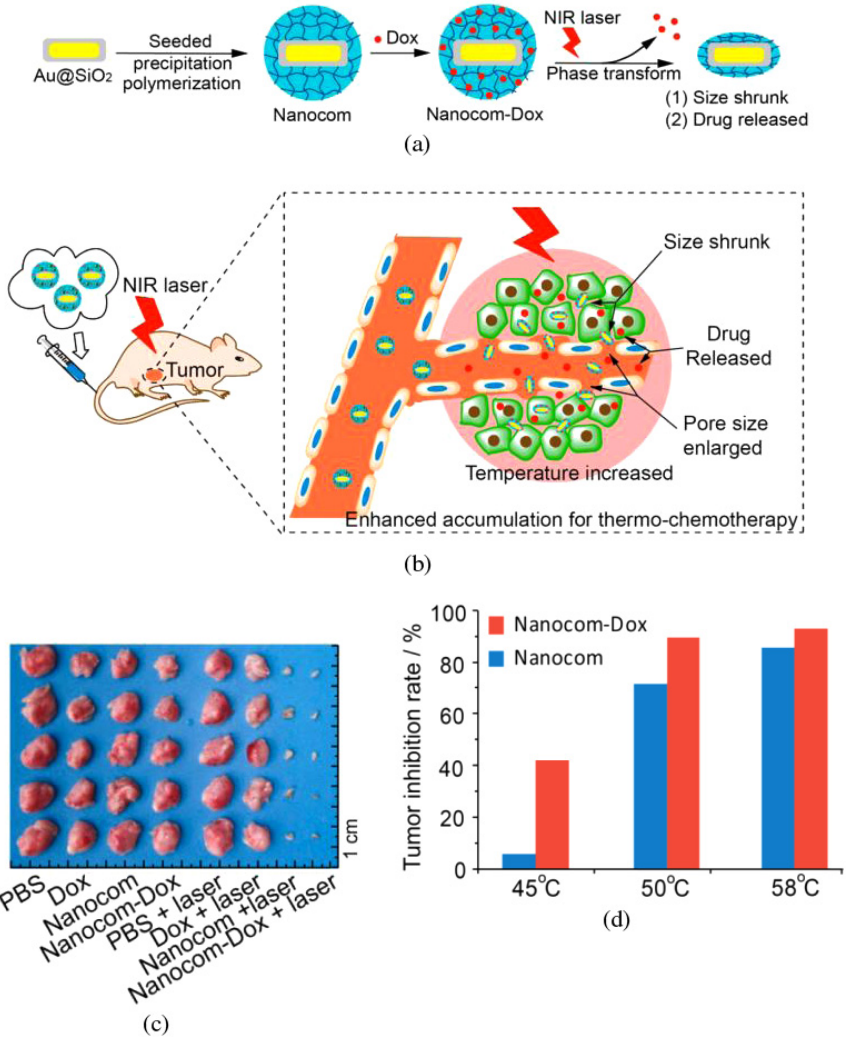 Au@SiO₂
Seeded
precipitation
polymerization
Nanocom
Dox
Nanocom-Dox
NIR laser
Phase transform
(1) Size shrunk
(2) Drug released
(a)
NIR laser
Tumor
Size shrunk
Drug
Released
Pore size
enlarged
Temperature increased
Enhanced accumulation for thermo-chemotherapy
(b)
PBS
Dox
Nanocom
Nanocom-Dox
PBS + laser
Dox + laser
Nanocom +laser
Nanocom-Dox + laser
1 cm
(c)
Tumor inhibition rate / %
100
80
60
40
20
0
Nanocom-Dox
Nanocom
45°C
50°C
58°C
(d)